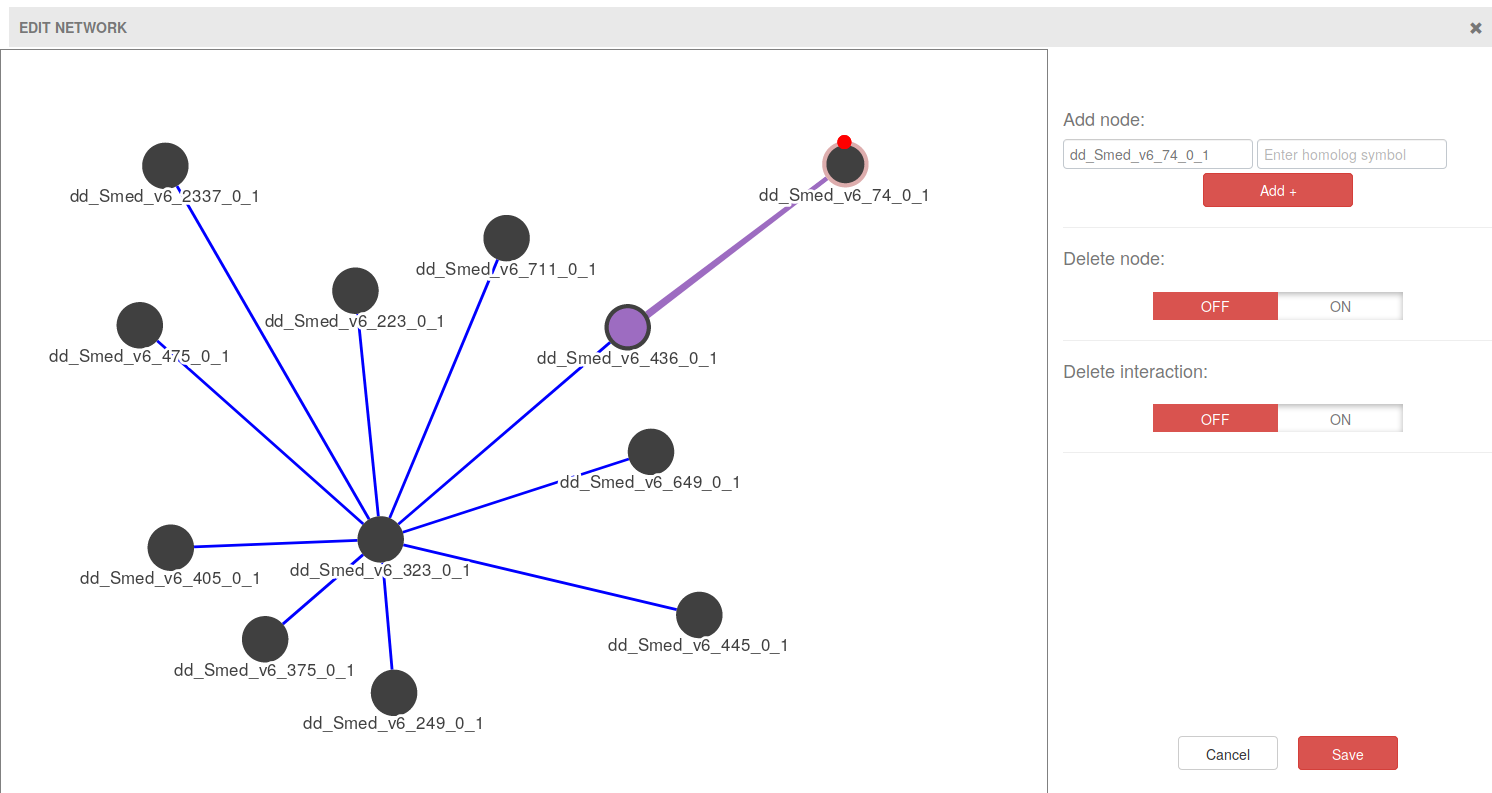 EDIT NETWORK ✖
dd_Smed_v6_2337_0_1
dd_Smed_v6_74_0_1
dd_Smed_v6_711_0_1
dd_Smed_v6_223_0_1
dd_Smed_v6_475_0_1
dd_Smed_v6_436_0_1
dd_Smed_v6_649_0_1
dd_Smed_v6_405_0_1
dd_Smed_v6_323_0_1
dd_Smed_v6_445_0_1
dd_Smed_v6_375_0_1
dd_Smed_v6_249_0_1
Add node:
dd_Smed_v6_74_0_1 Enter homolog symbol
Add +
Delete node:
OFF ON
Delete interaction:
OFF ON
Cancel Save